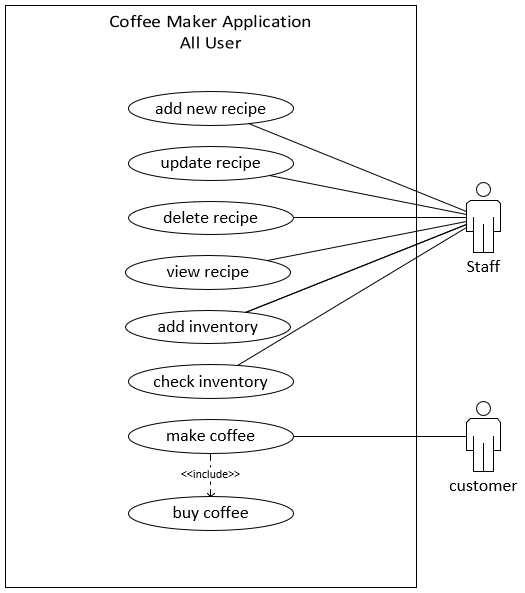 Coffee Maker Application
All User
add new recipe
update recipe
delete recipe
view recipe
add inventory
check inventory
make coffee
<<include>>
buy coffee
Staff
customer